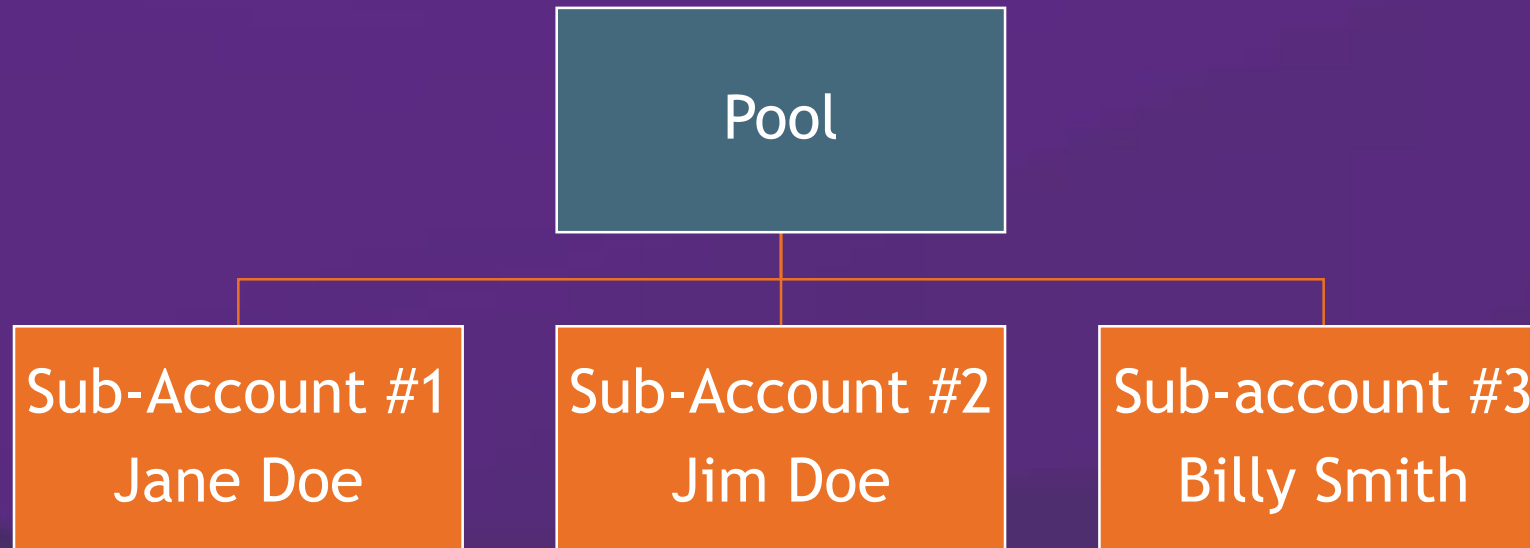 Pool
Sub-Account #1
Jane Doe
Sub-Account #2
Jim Doe
Sub-account #3
Billy Smith